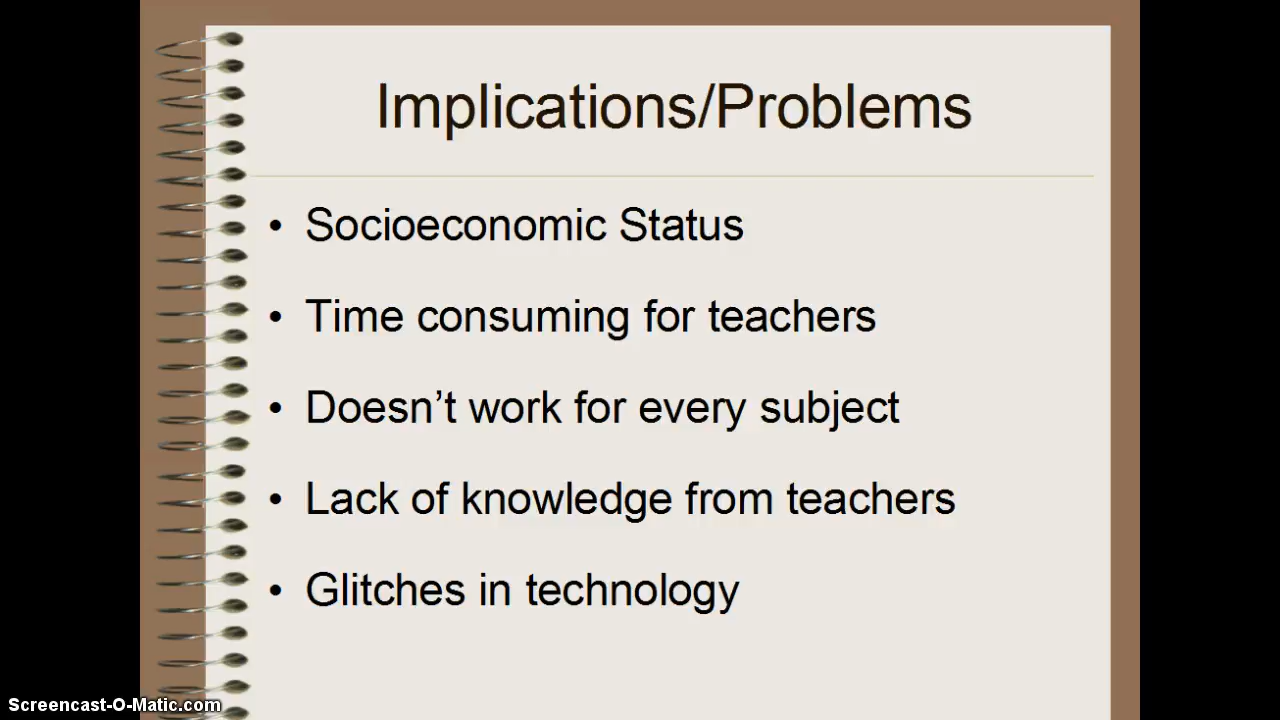 Implications/Problems
• Socioeconomic Status
• Time consuming for teachers
• Doesn’t work for every subject
• Lack of knowledge from teachers
• Glitches in technology
Screencast-O-Matic.com